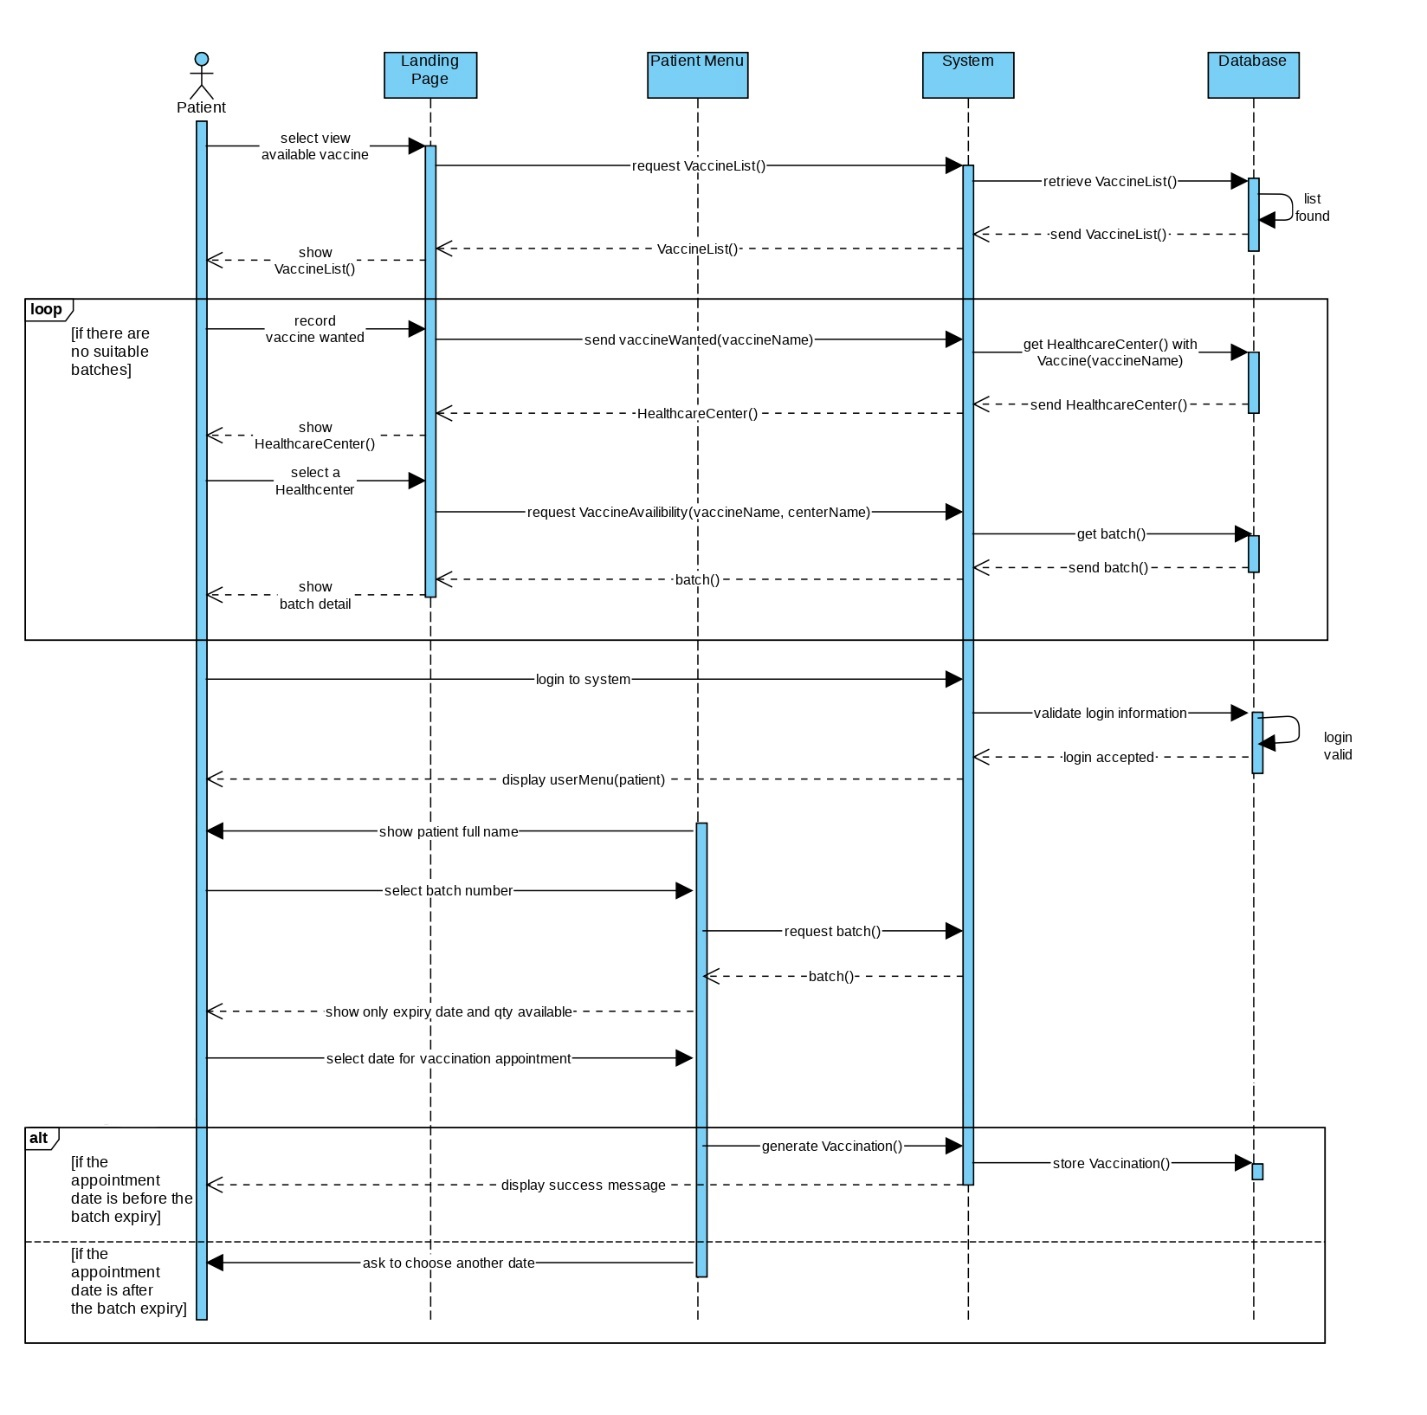 Patient
Landing
Page
Patient Menu
System
Database
select view
available vaccine
request VaccineList()
retrieve VaccineList()
list
found
send VaccineList()
VaccineList()
show
VaccineList()
loop
[if there are
no suitable
batches]
record
vaccine wanted
send vaccineWanted(vaccineName)
get HealthcareCenter() with
Vaccine(vaccineName)
send HealthcareCenter()
HealthcareCenter()
show
HealthcareCenter()
select a
Healthcenter
request VaccineAvailibility(vaccineName, centerName)
get batch()
send batch()
batch()
show
batch detail
login to system
validate login information
login
valid
login accepted
display userMenu(patient)
show patient full name
select batch number
request batch()
batch()
show only expiry date and qty available
select date for vaccination appointment
alt
[if the
appointment
date is before the
batch expiry]
generate Vaccination()
store Vaccination()
display success message
[if the
appointment
date is after
the batch expiry]
ask to choose another date